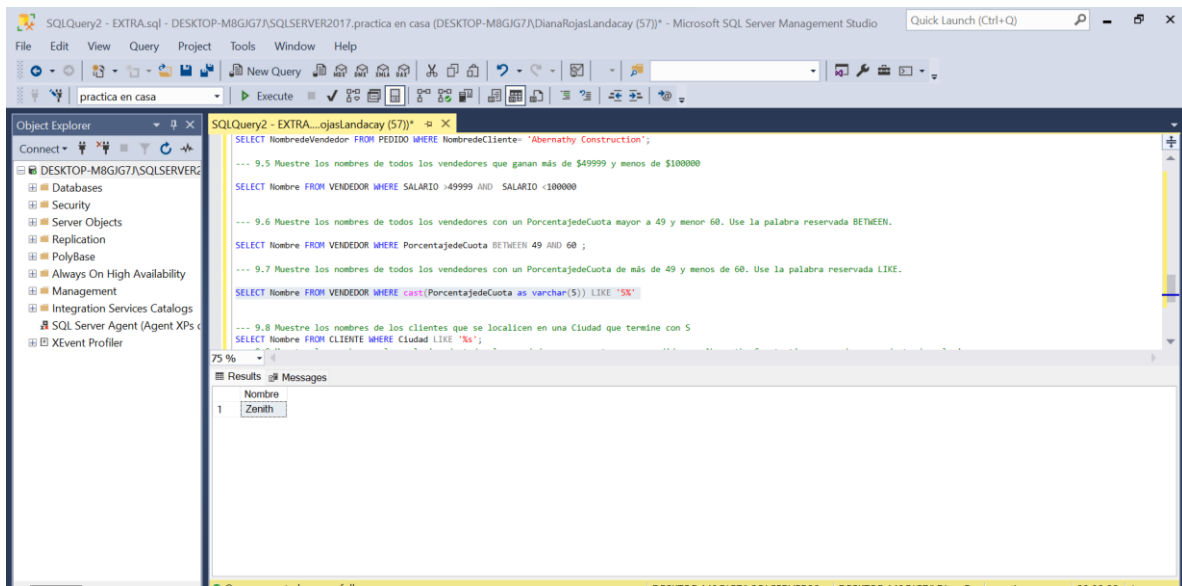 SQLQuery2 - EXTRA.sql - DESKTOP-M8GJG7J\SQLSERVER2017.practica en casa (DESKTOP-M8GJG7J\DianaRojasLandacay (57))* - Microsoft SQL Server Management Studio
Quick Launch (Ctrl+Q)
File Edit View Query Project Tools Window Help
New Query
practica en casa
Execute
Object Explorer
SQLQuery2 - EXTRA....ojasLandacay (57))*
Connect
DESKTOP-M8GJG7J\SQLSERVER2
Databases
Security
Server Objects
Replication
PolyBase
Always On High Availability
Management
Integration Services Catalogs
SQL Server Agent (Agent XPs
XEvent Profiler
SELECT NombredeVendedor FROM PEDIDO WHERE NombredeCliente= 'Abernathy Construction';
--- 9.5 Muestre los nombres de todos los vendedores que ganan más de $49999 y menos de $100000
SELECT Nombre FROM VENDEDOR WHERE SALARIO >49999 AND SALARIO <100000
--- 9.6 Muestre los nombres de todos los vendedores con un PorcentajedeCuota mayor a 49 y menor 60. Use la palabra reservada BETWEEN.
SELECT Nombre FROM VENDEDOR WHERE PorcentajedeCuota BETWEEN 49 AND 60 ;
--- 9.7 Muestre los nombres de todos los vendedores con un PorcentajedeCuota de más de 49 y menos de 60. Use la palabra reservada LIKE.
SELECT Nombre FROM VENDEDOR WHERE cast(PorcentajedeCuota as varchar(5)) LIKE '5%'
--- 9.8 Muestre los nombres de los clientes que se localicen en una Ciudad que termine con S
SELECT Nombre FROM CLIENTE WHERE Ciudad LIKE '%s';
75 %
Results Messages
Nombre
1 Zenith